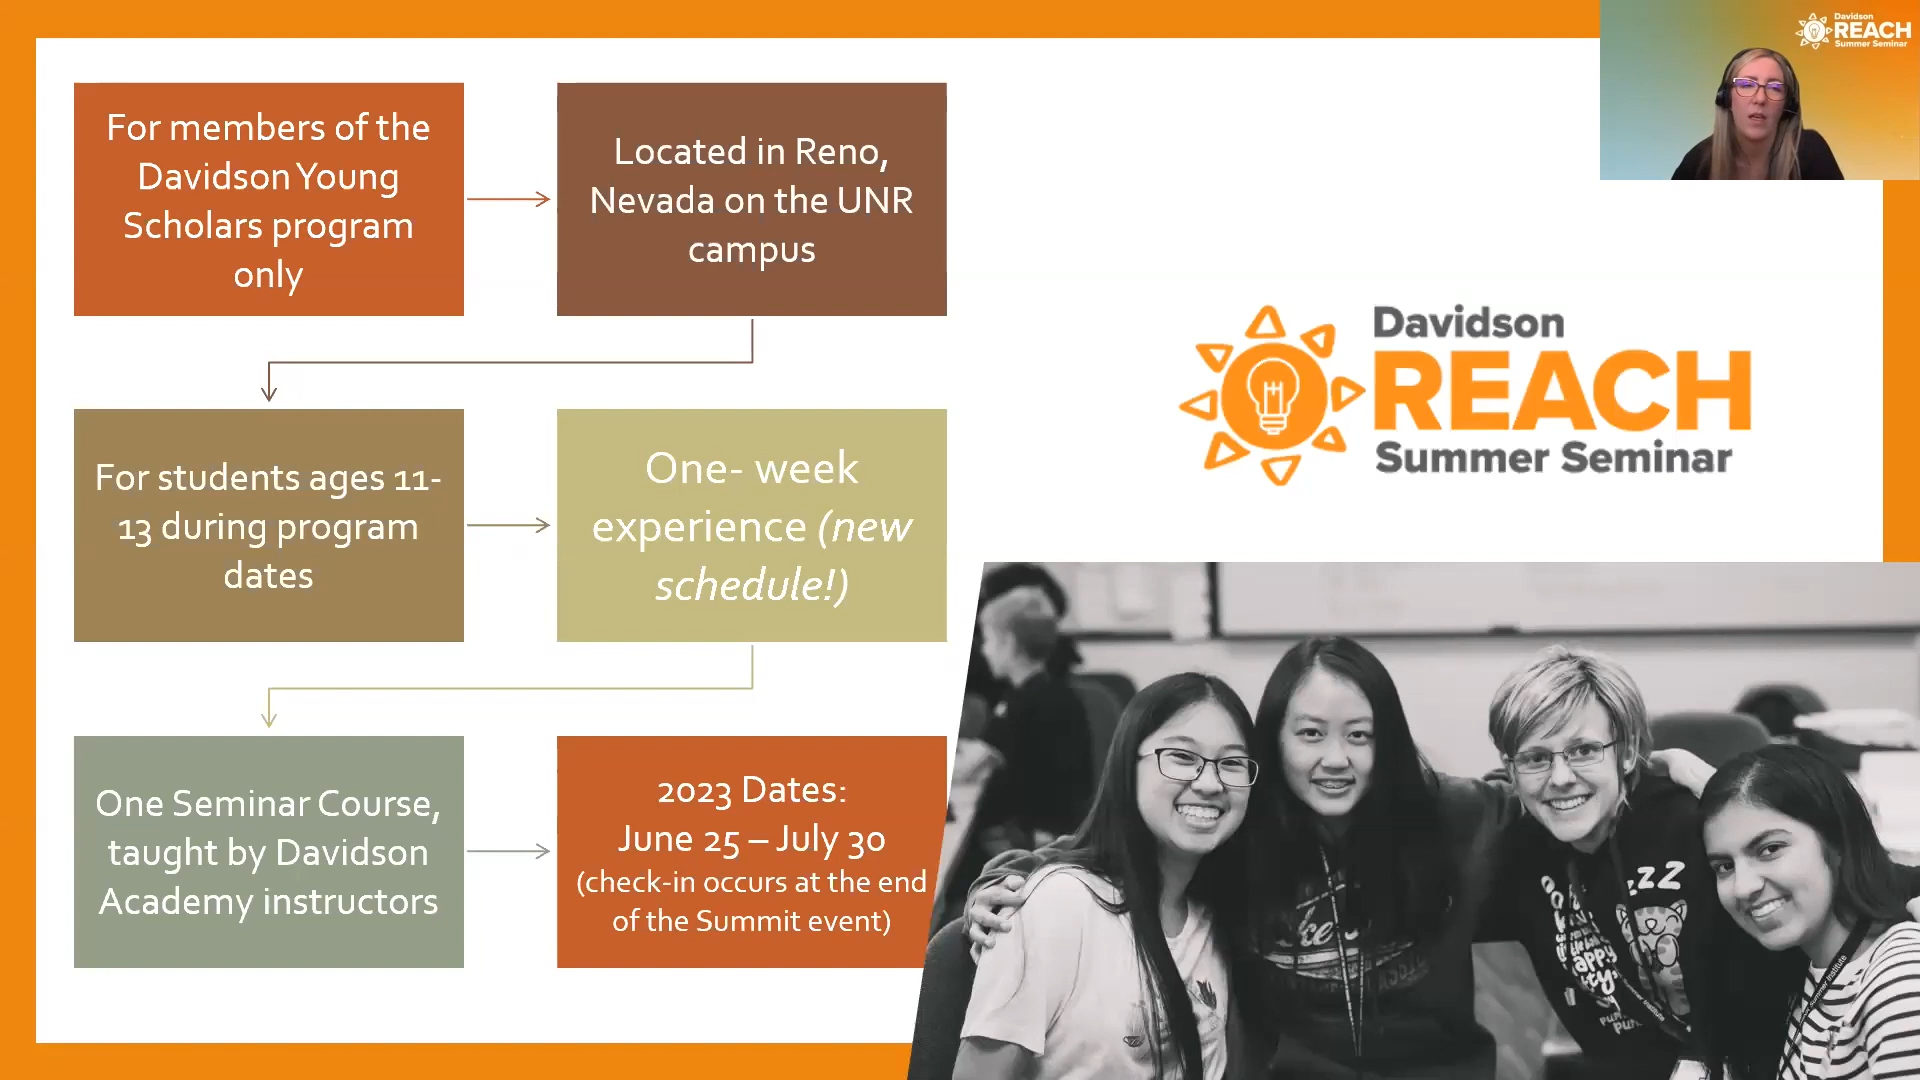 For members of the
Davidson Young
Scholars program
only
Located in Reno,
Nevada on the UNR
campus
For students ages 11-
13 during program
dates
One- week
experience (new
schedule!)
One Seminar Course,
taught by Davidson
Academy instructors
2023 Dates:
June 25 – July 30
(check-in occurs at the end
of the Summit event)
Davidson
REACH
Summer Seminar
Davidson
REACH
Summer Seminar
zzz
Summer Institute